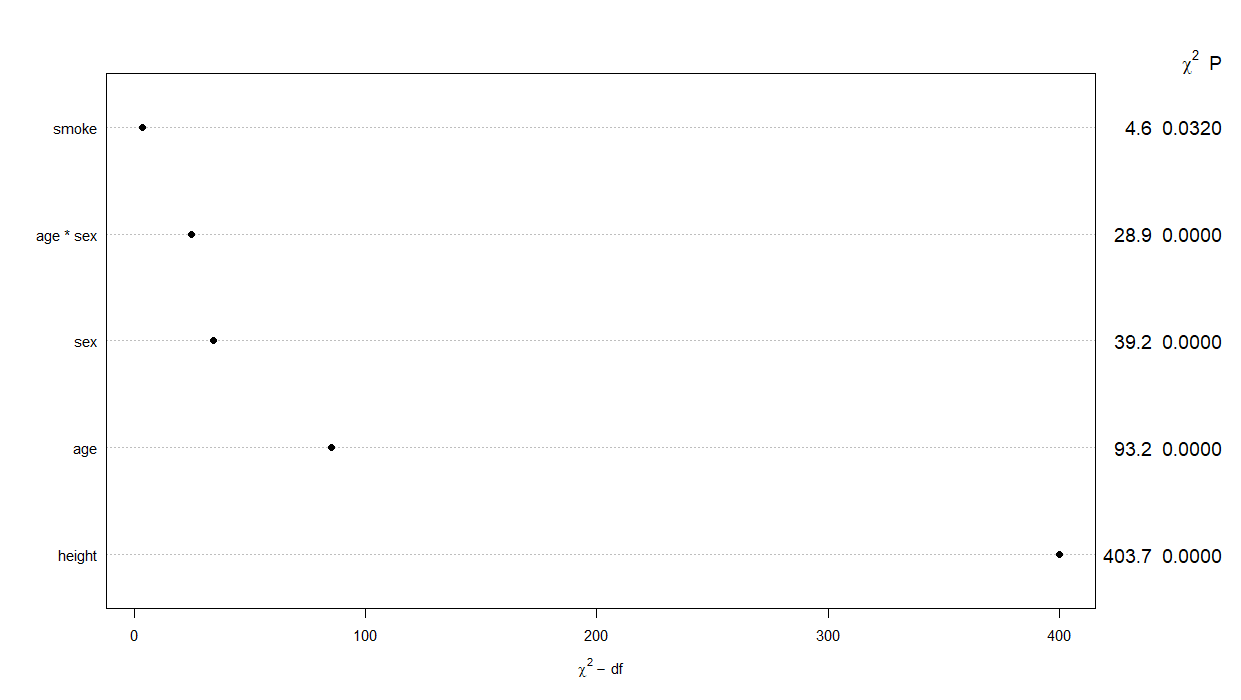 χ² P
smoke 4.6 0.0320
age * sex 28.9 0.0000
sex 39.2 0.0000
age 93.2 0.0000
height 403.7 0.0000
0 100 200 300 400
χ² − df